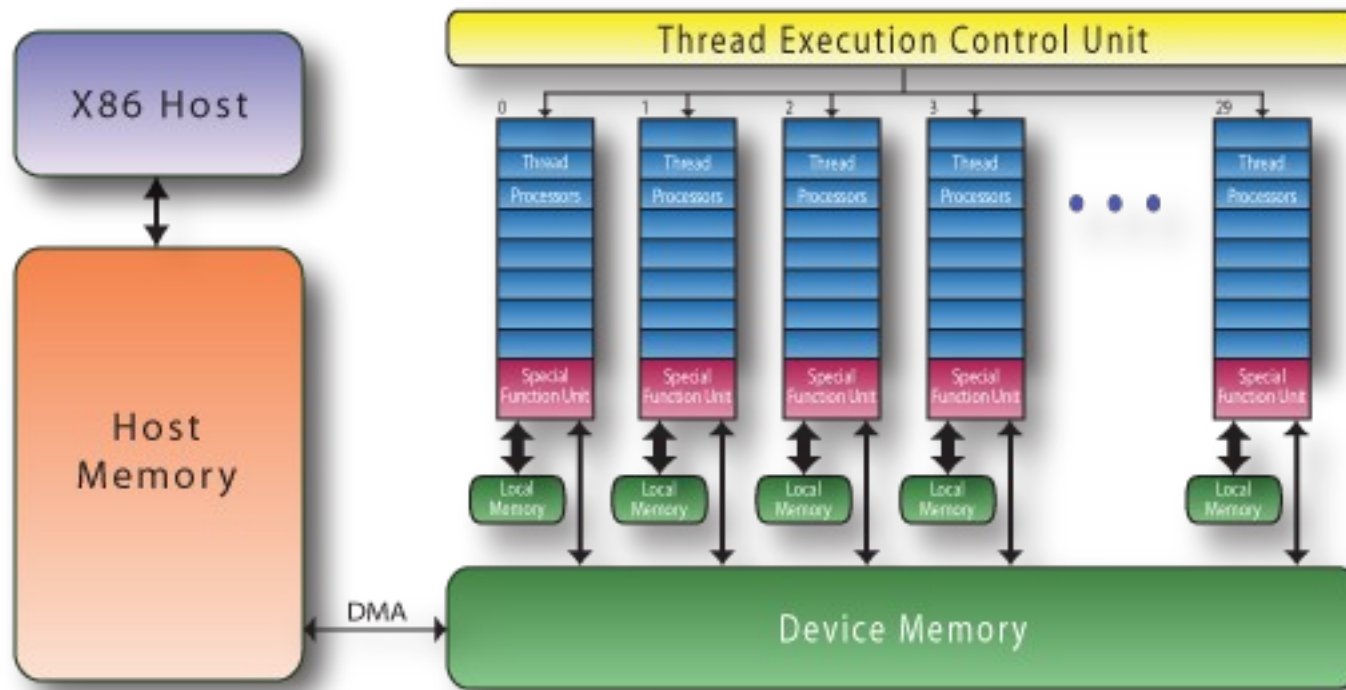 Thread Execution Control Unit
X86 Host
0
1
2
3
29
Thread
Processors
Thread
Processors
Thread
Processors
Thread
Processors
Thread
Processors
Special
Function Unit
Special
Function Unit
Special
Function Unit
Special
Function Unit
Special
Function Unit
Host
Memory
Local
Memory
Local
Memory
Local
Memory
Local
Memory
Local
Memory
DMA
Device Memory